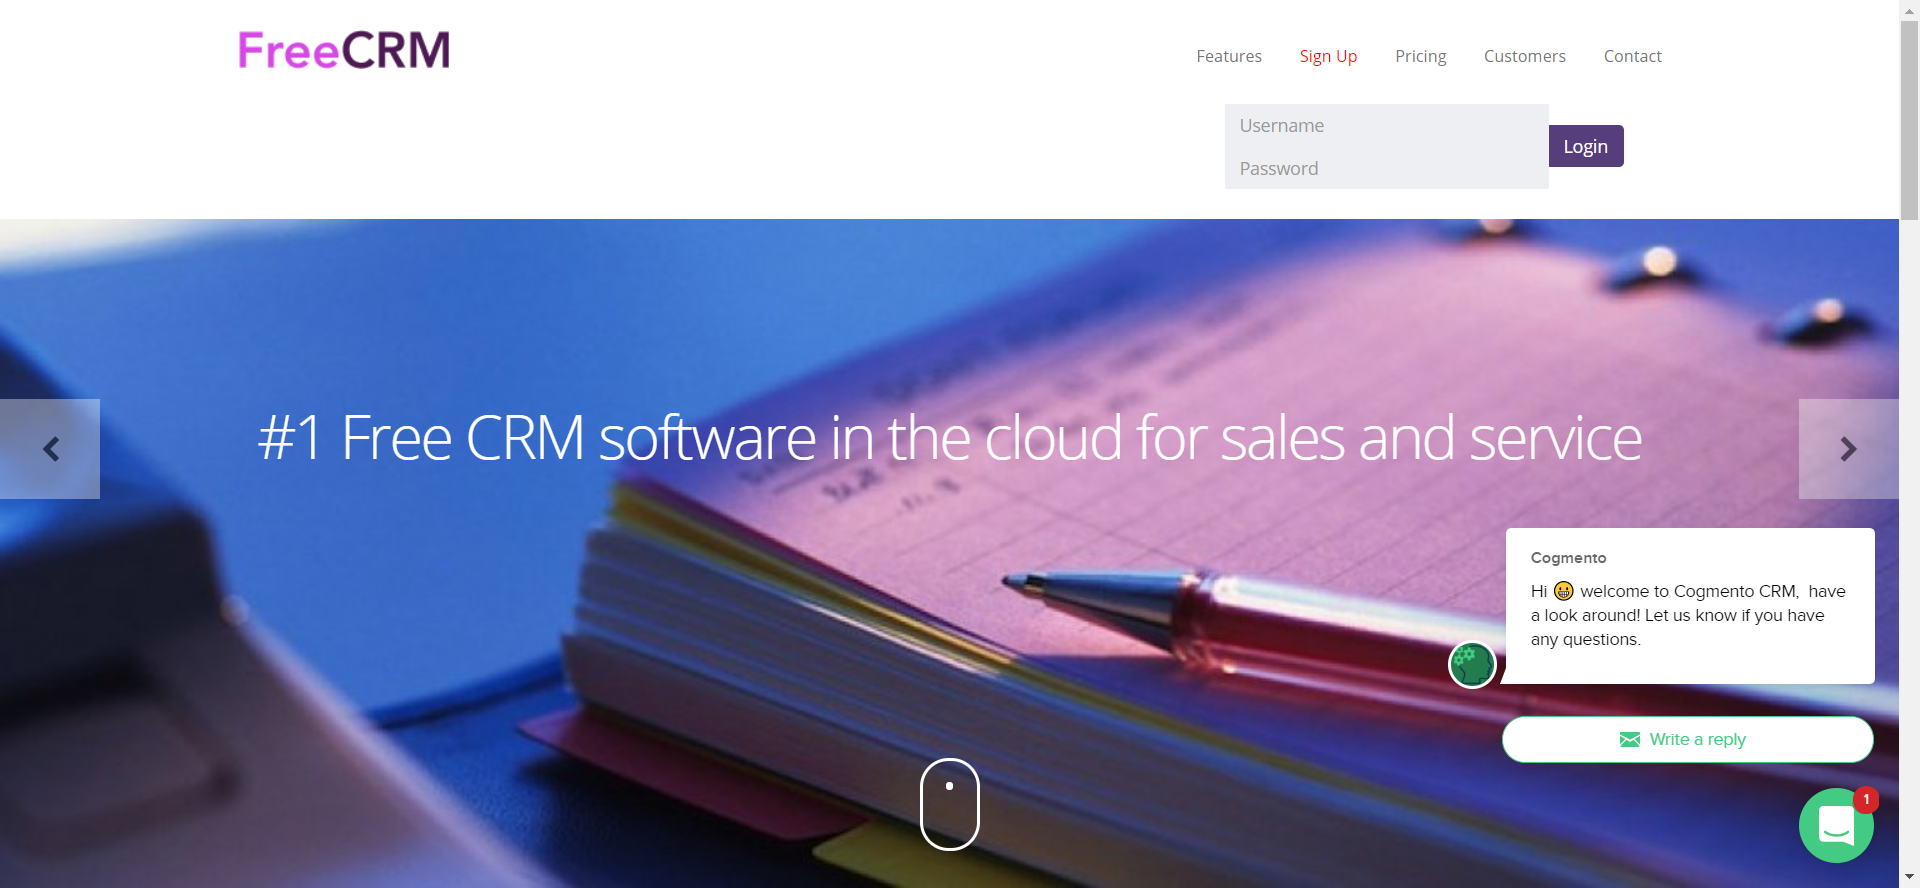 FreeCRM
Features Sign Up Pricing Customers Contact
Username
Password
Login
#1 Free CRM software in the cloud for sales and service
Cogmento
Hi 😀 welcome to Cogmento CRM, have
a look around! Let us know if you have
any questions.
Write a reply
1